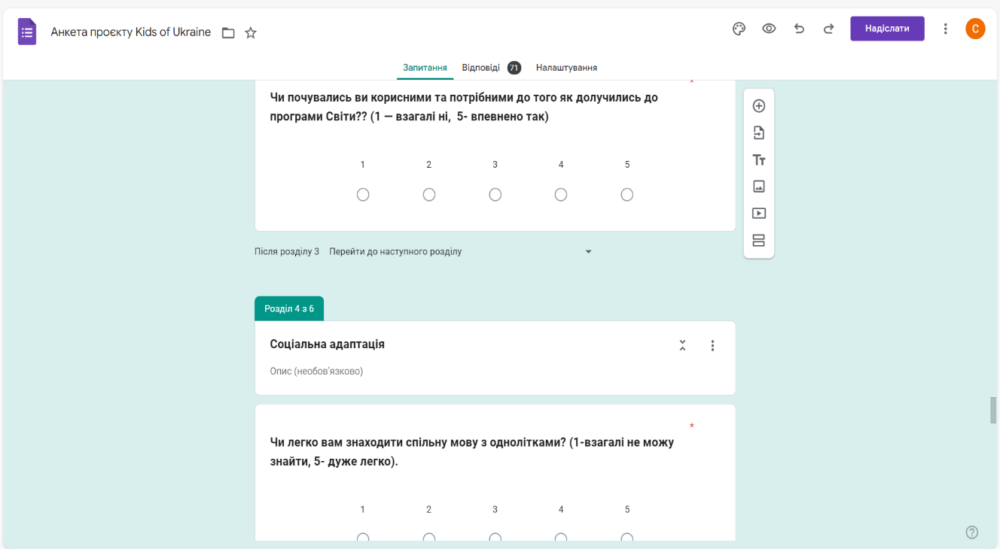 Анкета проєкту Kids of Ukraine
Надіслати
C
Запитання
Відповіді 71
Налаштування
*
Чи почувались ви корисними та потрібними до того як долучились до
програми Світи?? (1 — взагалі ні, 5- впевнено так)
1 2 3 4 5
Після розділу 3 Перейти до наступного розділу
Розділ 4 з 6
Соціальна адаптація
Опис (необов'язково)
*
Чи легко вам знаходити спільну мову з однолітками? (1-взагалі не можу
знайти, 5- дуже легко).
1 2 3 4 5